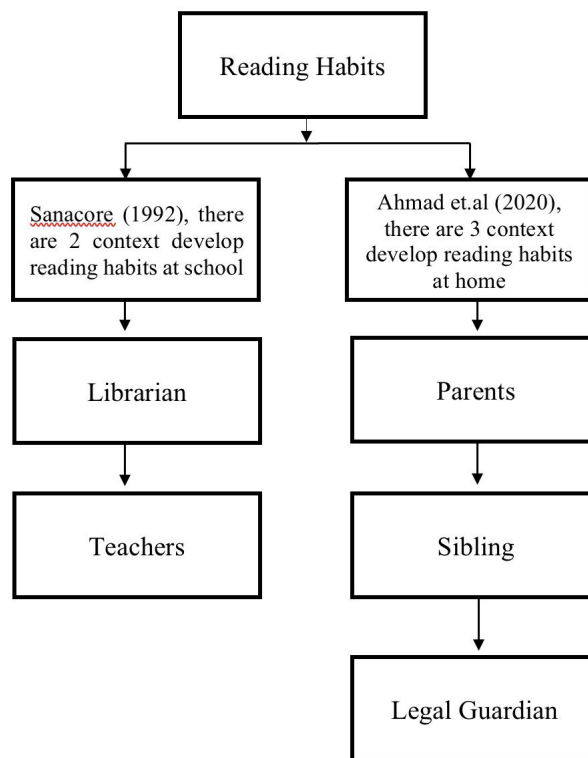 Reading Habits
Sanacore (1992), there
are 2 context develop
reading habits at school
Librarian
Teachers
Ahmad et.al (2020),
there are 3 context
develop reading habits
at home
Parents
Sibling
Legal Guardian